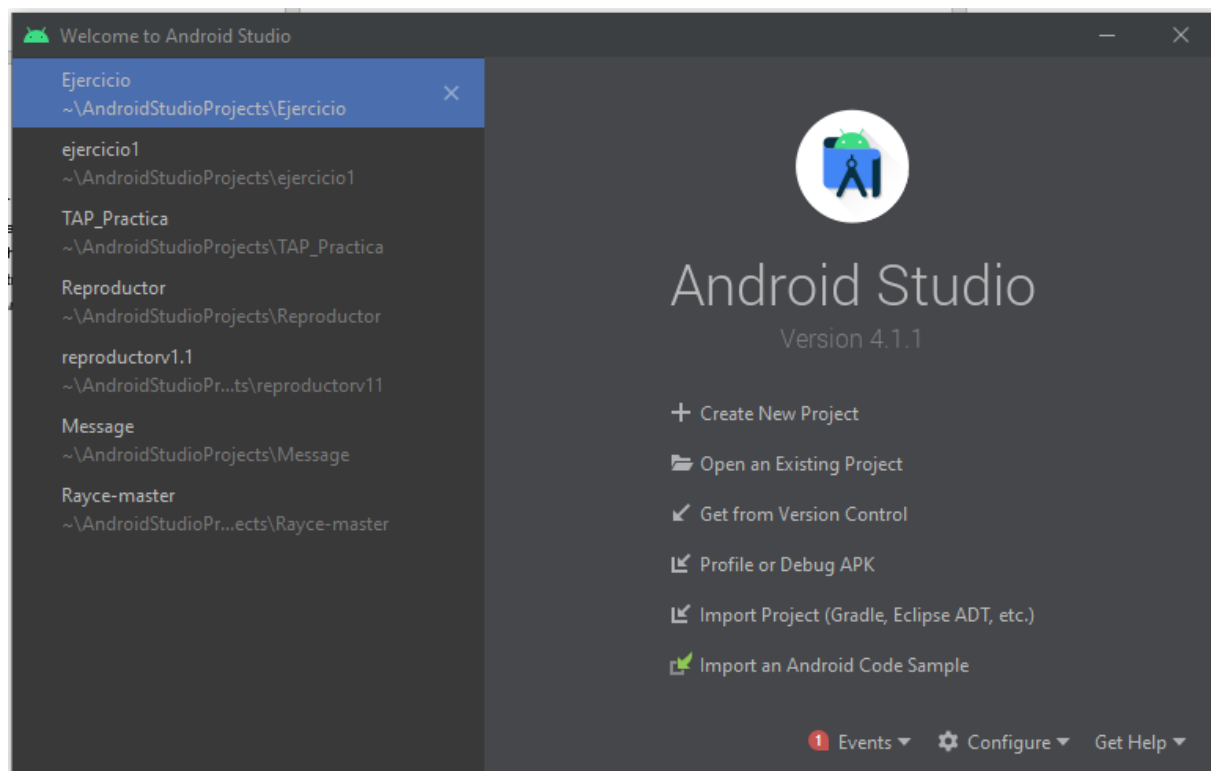 Welcome to Android Studio
Ejercicio
~\AndroidStudioProjects\Ejercicio
ejercicio1
~\AndroidStudioProjects\ejercicio1
TAP_Practica
~\AndroidStudioProjects\TAP_Practica
Reproductor
~\AndroidStudioProjects\Reproductor
reproductorv1.1
~\AndroidStudioPr...ts\reproductorv11
Message
~\AndroidStudioProjects\Message
Rayce-master
~\AndroidStudioPr...ects\Rayce-master
Android Studio
Version 4.1.1
Create New Project
Open an Existing Project
Get from Version Control
Profile or Debug APK
Import Project (Gradle, Eclipse ADT, etc.)
Import an Android Code Sample
1 Events Configure Get Help